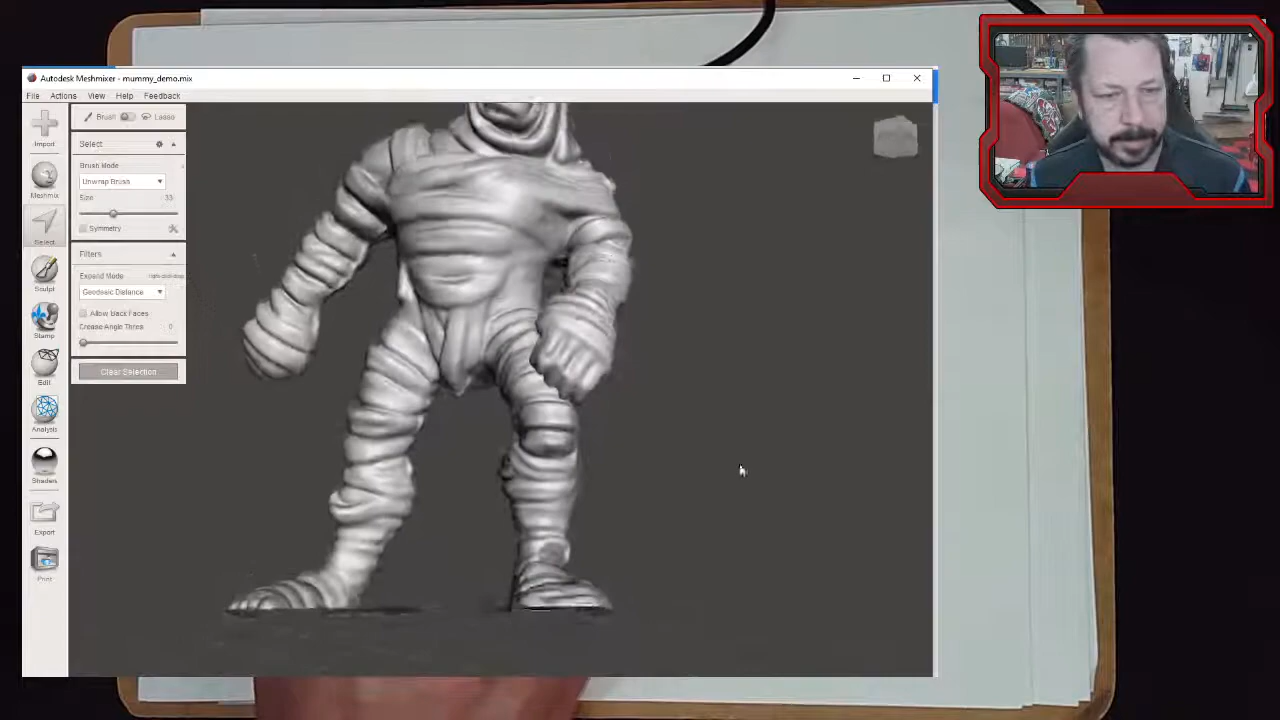 Autodesk Meshmixer - mummy_demo.mix
File Actions View Help Feedback
Import
Meshmix
Select
Sculpt
Stamp
Edit
Analysis
Shaders
Export
Print
Brush Lasso
Select
Brush Mode
Unwrap Brush
Size 33
Symmetry
Filters
Expand Mode
Geodesic Distance
Allow Back Faces
Crease Angle Thres 0
Clear Selection